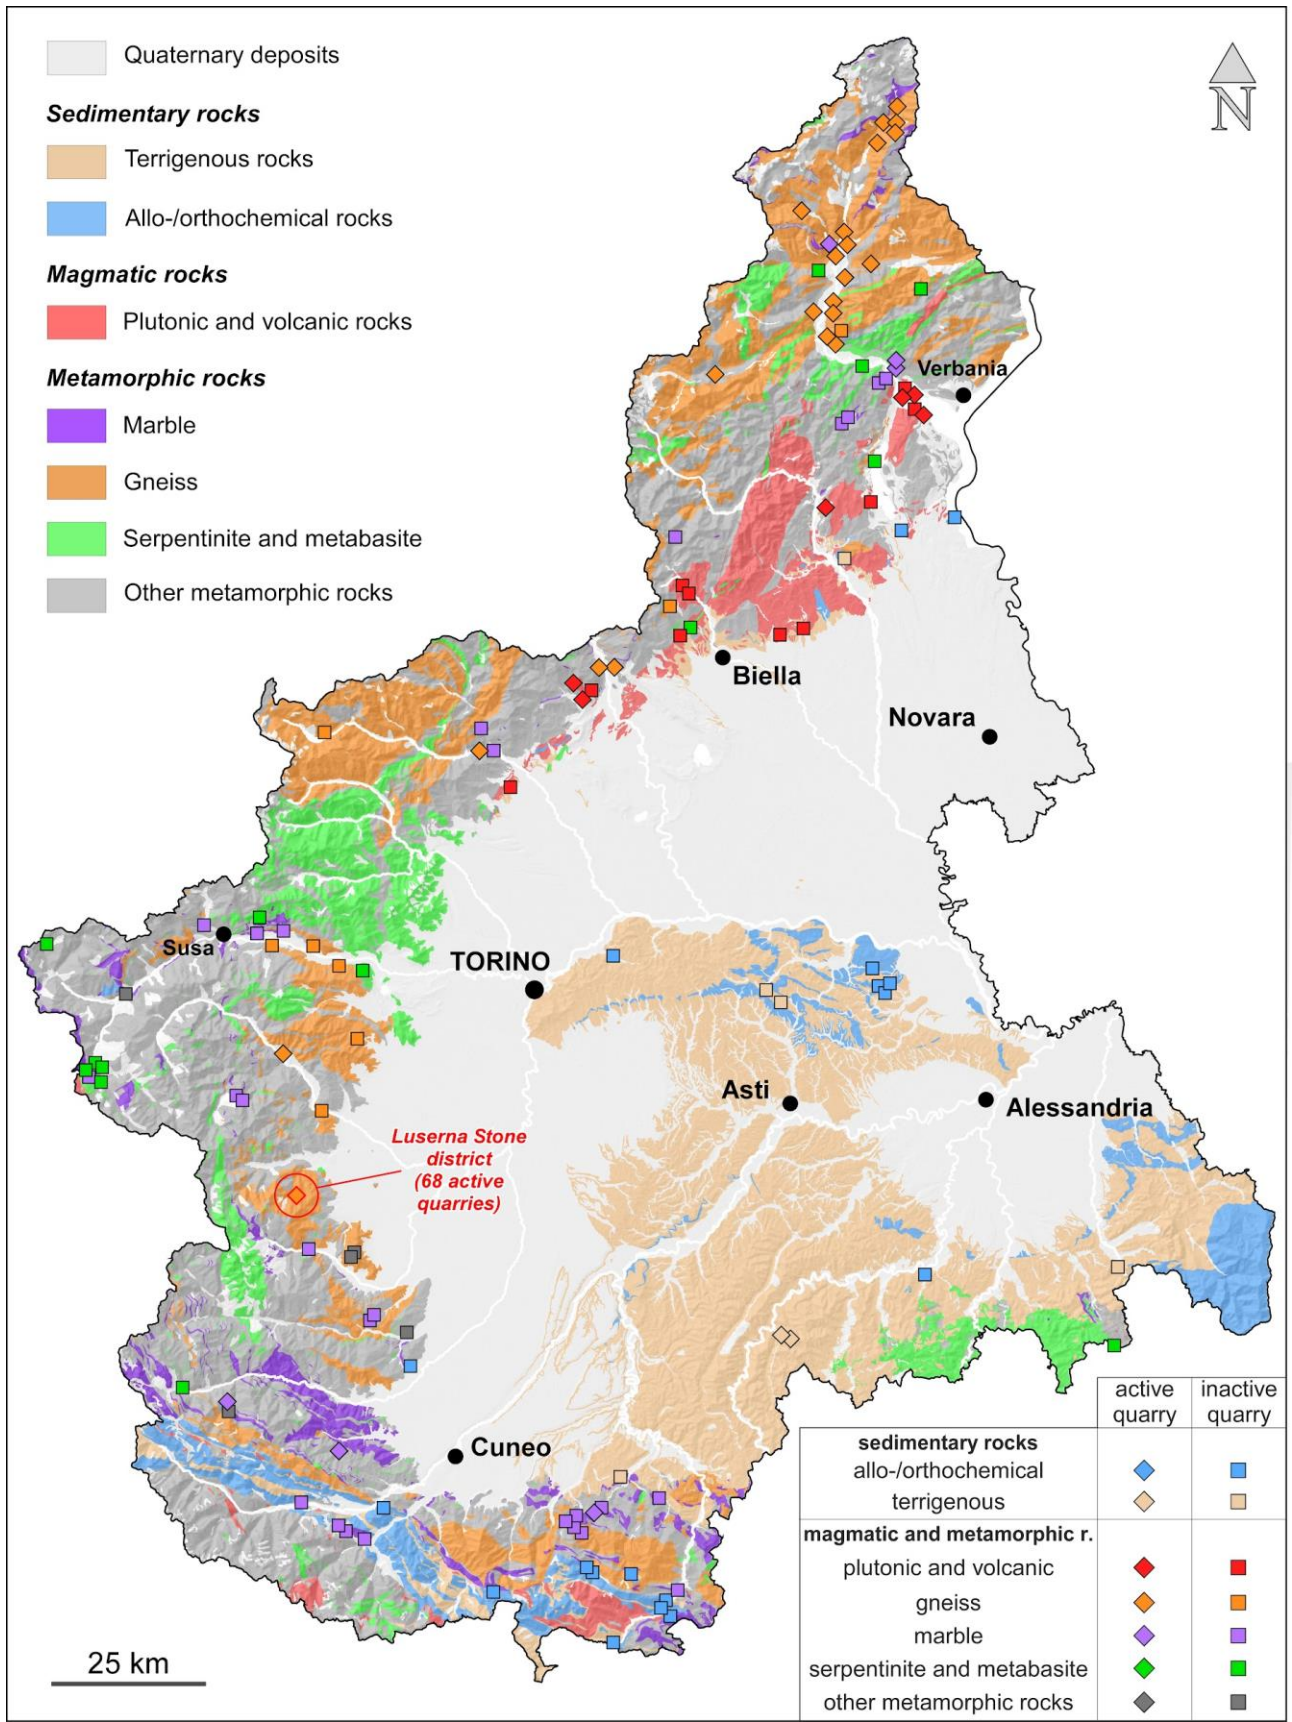 Quaternary deposits
Sedimentary rocks
Terrigenous rocks
Allo-/orthochemical rocks
Magmatic rocks
Plutonic and volcanic rocks
Metamorphic rocks
Marble
Gneiss
Serpentinite and metabasite
Other metamorphic rocks
N
Verbania
Biella
Novara
Susa
TORINO
Asti
Alessandria
Luserna Stone
district
(68 active
quarries)
Cuneo
25 km
active
quarry
inactive
quarry
sedimentary rocks
allo-/orthochemical
terrigenous
magmatic and metamorphic r.
plutonic and volcanic
gneiss
marble
serpentinite and metabasite
other metamorphic rocks